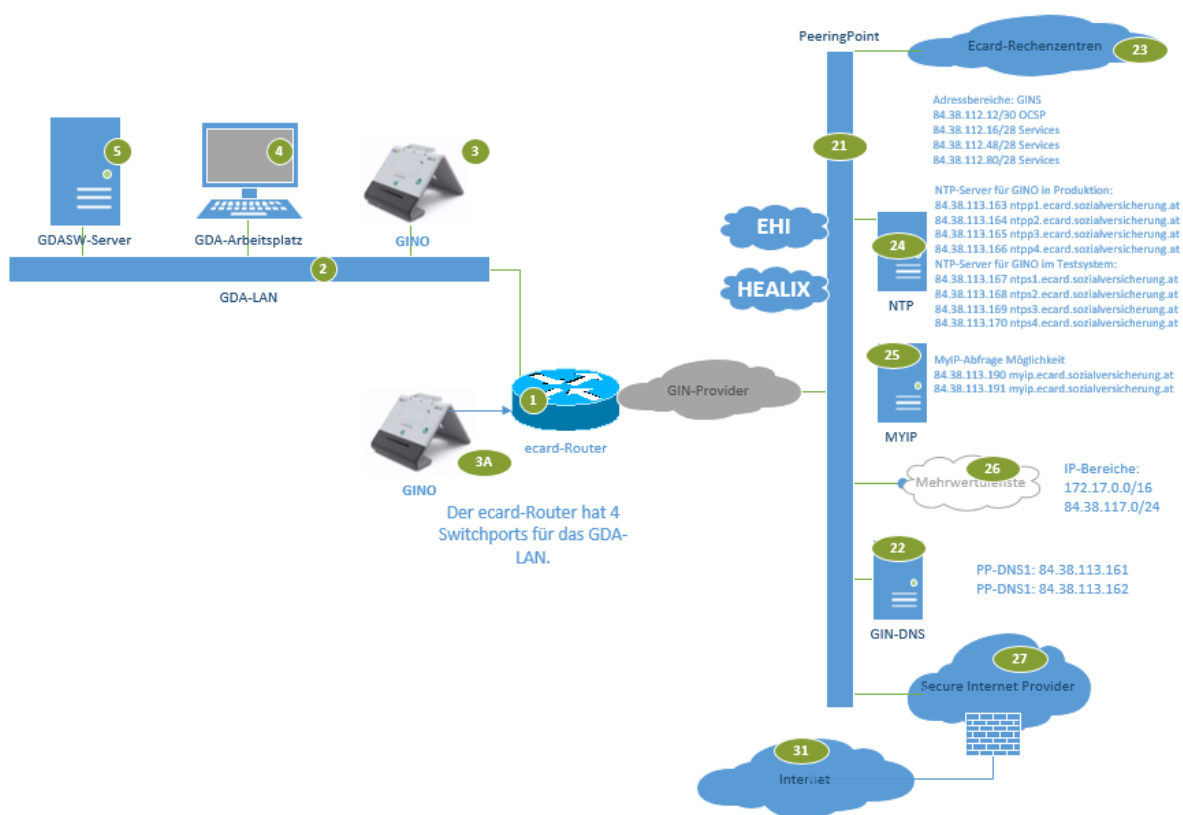 PeeringPoint
Ecard-Rechenzentren
23
Adressbereiche: GINS
84.38.112.12/30 OCSP
84.38.112.16/28 Services
84.38.112.48/28 Services
84.38.112.80/28 Services
21
5
4
3
GDASW-Server
GDA-Arbeitsplatz
GINO
2
GDA-LAN
EHI
HEALIX
NTP-Server für GINO in Produktion:
84.38.113.163 ntpp1.ecard.sozialversicherung.at
84.38.113.164 ntpp2.ecard.sozialversicherung.at
84.38.113.165 ntpp3.ecard.sozialversicherung.at
84.38.113.166 ntpp4.ecard.sozialversicherung.at
NTP-Server für GINO im Testsystem:
84.38.113.167 ntps1.ecard.sozialversicherung.at
84.38.113.168 ntps2.ecard.sozialversicherung.at
84.38.113.169 ntps3.ecard.sozialversicherung.at
84.38.113.170 ntps4.ecard.sozialversicherung.at
24
NTP
25
MyIP-Abfrage Möglichkeit
84.38.113.190 myip.ecard.sozialversicherung.at
84.38.113.191 myip.ecard.sozialversicherung.at
MYIP
GIN-Provider
1
ecard-Router
3A
GINO
Der ecard-Router hat 4
Switchports für das GDA-
LAN.
26
Mehrwertdienste
IP-Bereiche:
172.17.0.0/16
84.38.117.0/24
22
PP-DNS1: 84.38.113.161
PP-DNS1: 84.38.113.162
GIN-DNS
27
Secure Internet Provider
31
Internet